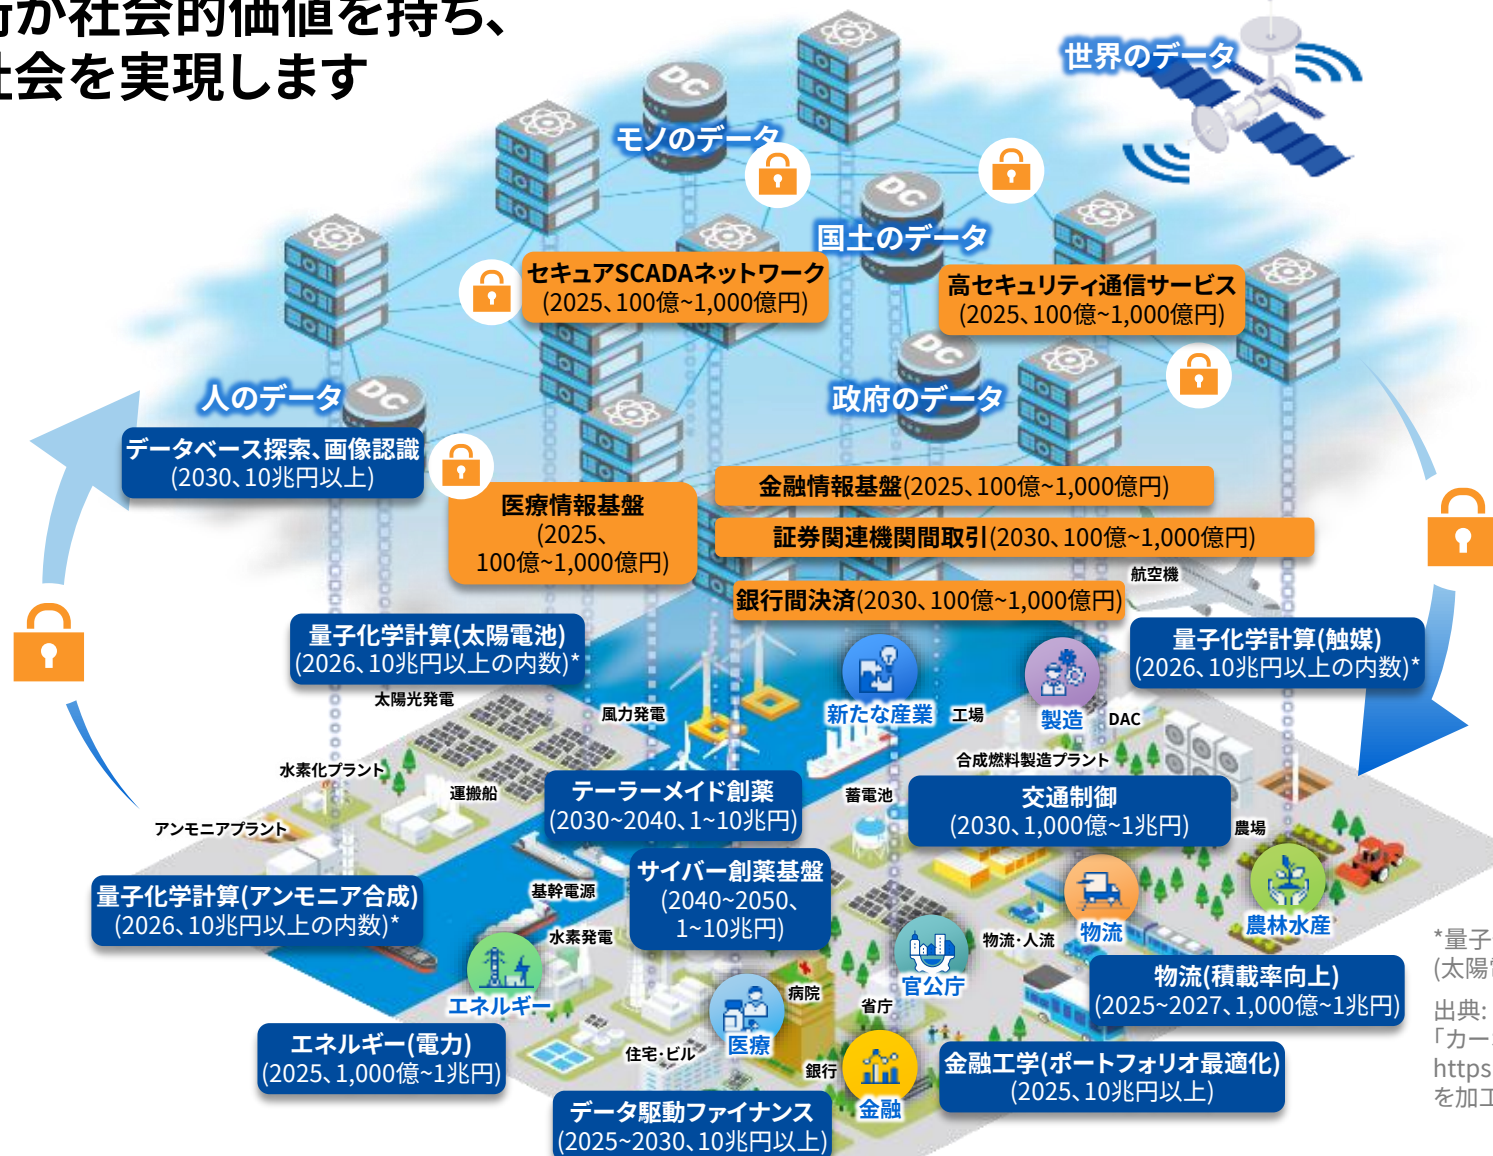 術が社会的価値を持ち、
社会を実現します
世界のデータ
DC
モノのデータ
DC
国土のデータ
セキュアSCADAネットワーク
(2025、100億~1,000億円)
高セキュリティ通信サービス
(2025、100億~1,000億円)
DC
人のデータ
DC
政府のデータ
データベース探索、画像認識
(2030、10兆円以上)
医療情報基盤
(2025、
100億~1,000億円)
金融情報基盤(2025、100億~1,000億円)
証券関連機関間取引(2030、100億~1,000億円)
航空機
銀行間決済(2030、100億~1,000億円)
量子化学計算(太陽電池)
(2026、10兆円以上の内数)*
量子化学計算(触媒)
(2026、10兆円以上の内数)*
太陽光発電
風力発電
新たな産業
工場
製造
DAC
水素化プラント
合成燃料製造プラント
運搬船
テーラーメイド創薬
(2030~2040、1~10兆円)
蓄電池
交通制御
(2030、1,000億~1兆円)
アンモニアプラント
農場
量子化学計算(アンモニア合成)
(2026、10兆円以上の内数)*
基幹電源
サイバー創薬基盤
(2040~2050、
1~10兆円)
水素発電
物流・人流
物流
農林水産
エネルギー
病院
官公庁
省庁
物流(積載率向上)
(2025~2027、1,000億~1兆円)
*量子
(太陽電
出典:
「カー
https
を加工
エネルギー(電力)
(2025、1,000億~1兆円)
住宅・ビル
医療
銀行
金融
金融工学(ポートフォリオ最適化)
(2025、10兆円以上)
データ駆動ファイナンス
(2025~2030、10兆円以上)